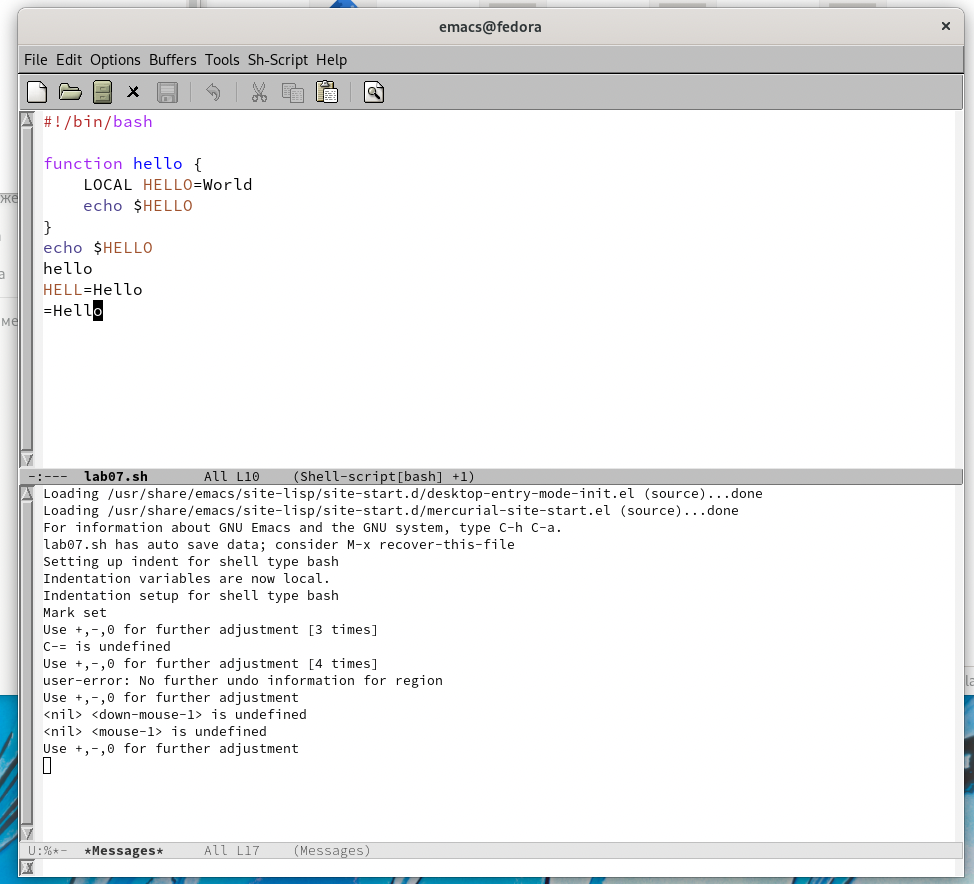 emacs@fedora
File Edit Options Buffers Tools Sh-Script Help
#!/bin/bash
function hello {
    LOCAL HELLO=World
    echo $HELLO
}
echo $HELLO
hello
HELL=Hello
=Hello
-:---  lab07.sh       All L10    (Shell-script[bash] +1)
Loading /usr/share/emacs/site-lisp/site-start.d/desktop-entry-mode-init.el (source)...done
Loading /usr/share/emacs/site-lisp/site-start.d/mercurial-site-start.el (source)...done
For information about GNU Emacs and the GNU system, type C-h C-a.
lab07.sh has auto save data; consider M-x recover-this-file
Setting up indent for shell type bash
Indentation variables are now local.
Indentation setup for shell type bash
Mark set
Use +,-,0 for further adjustment [3 times]
C-= is undefined
Use +,-,0 for further adjustment [4 times]
user-error: No further undo information for region
Use +,-,0 for further adjustment
<nil> <down-mouse-1> is undefined
<nil> <mouse-1> is undefined
Use +,-,0 for further adjustment
U:%*-  *Messages*     All L17    (Messages)